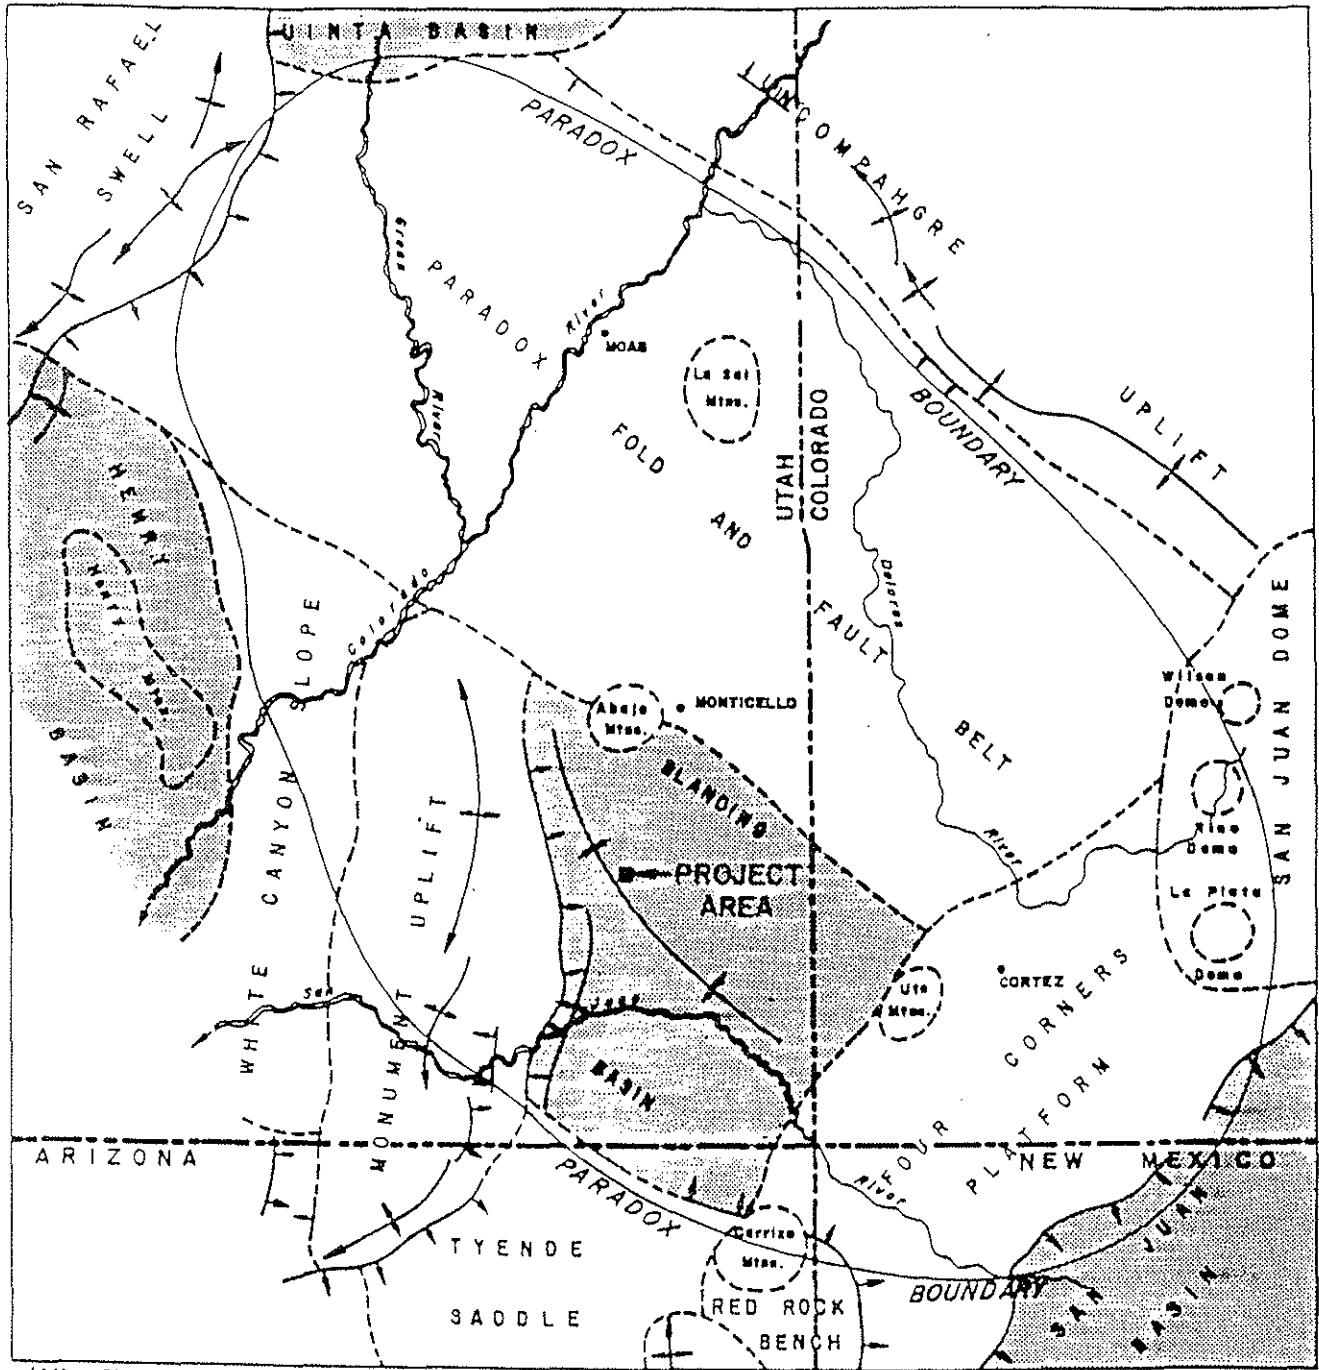 UINTA BASIN
SAN RAFAEL
SWELL
PARADOX
UNCOMPAHGRE
UPLIFT
BOUNDARY
Green
River
PARADOX
FOLD
AND
FAULT
BELT
River
MOAB
La Sal
Mtns.
UTAH
COLORADO
Dolores
River
HENRY
BASIN
Henry
Mtns.
Colorado
WHITE CANYON SLOPE
MONUMENT UPLIFT
Abajo
Mtns.
MONTICELLO
BLANDING
BASIN
PROJECT
AREA
SAN JUAN DOME
Wilson
Dome
Rico
Dome
La Plata
Dome
Ute
Mtns.
CORTEZ
FOUR CORNERS
PLATFORM
San
Juan
River
ARIZONA
NEW MEXICO
PARADOX
BOUNDARY
TYENDE
SADDLE
Carrizo
Mtns.
RED ROCK
BENCH
SAN JUAN
BASIN